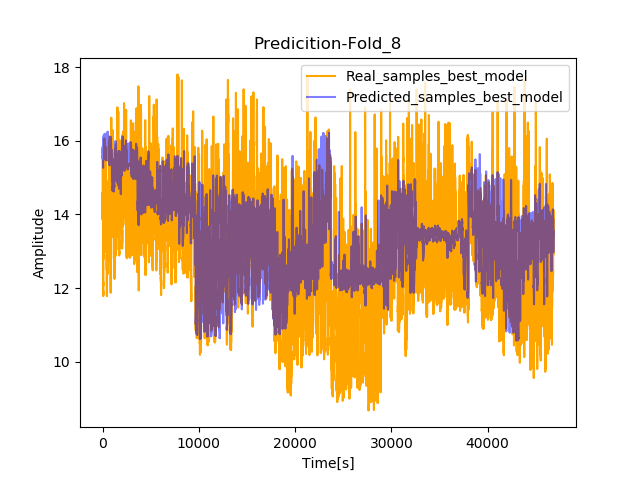 Predicition-Fold_8
Real_samples_best_model
Predicted_samples_best_model
18
16
14
12
10
Amplitude
0
10000
20000
30000
40000
Time[s]